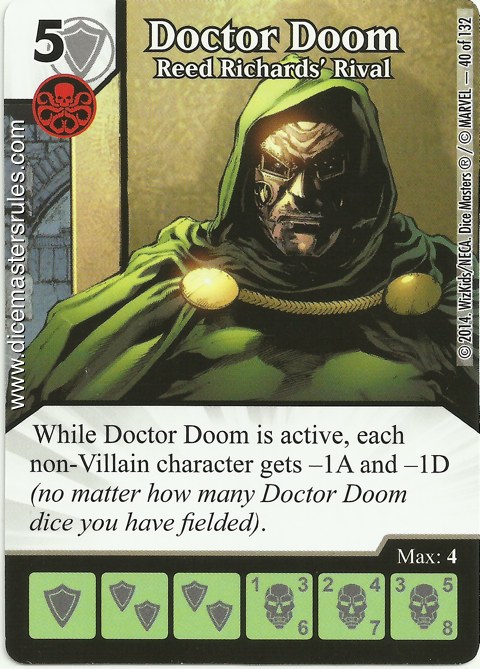 5
Doctor Doom
Reed Richards' Rival
www.dicemastersrules.com
© 2014. WizKids/NECA. Dice Masters ® / © MARVEL — 40 of 132
While Doctor Doom is active, each
non-Villain character gets –1A and –1D
(no matter how many Doctor Doom
dice you have fielded).
Max: 4
1 3 6
2 4 7
3 5 8